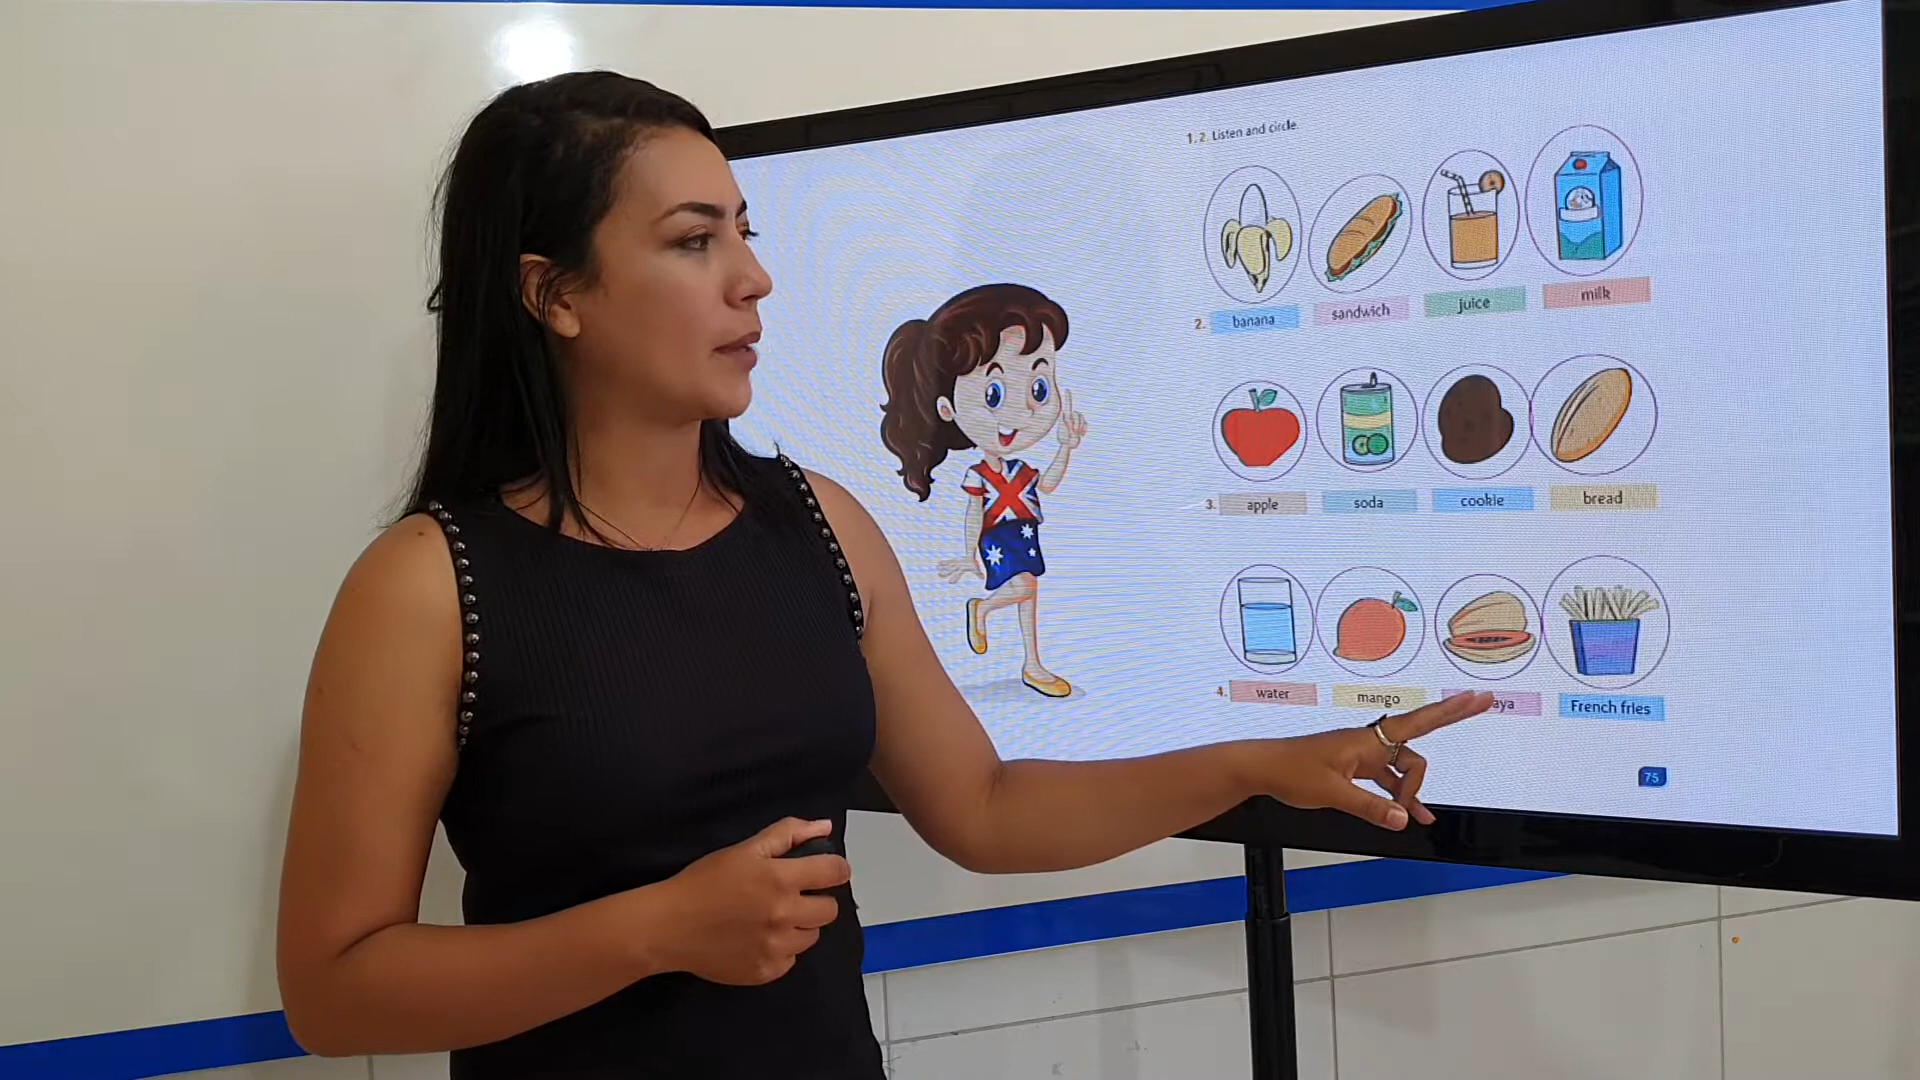 1.2. Listen and circle.
2. banana sandwich juice milk
3. apple soda cookie bread
4. water mango aya French fries
75